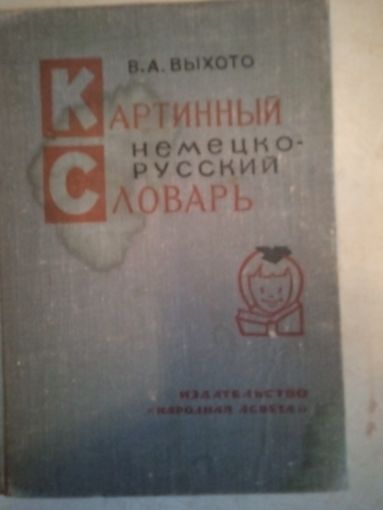 В. А. ВЫХОТО
КАРТИННЫЙ
НЕМЕЦКО-
РУССКИЙ
СЛОВАРЬ
ИЗДАТЕЛЬСТВО
«НАРОДНАЯ АСВЕТА»